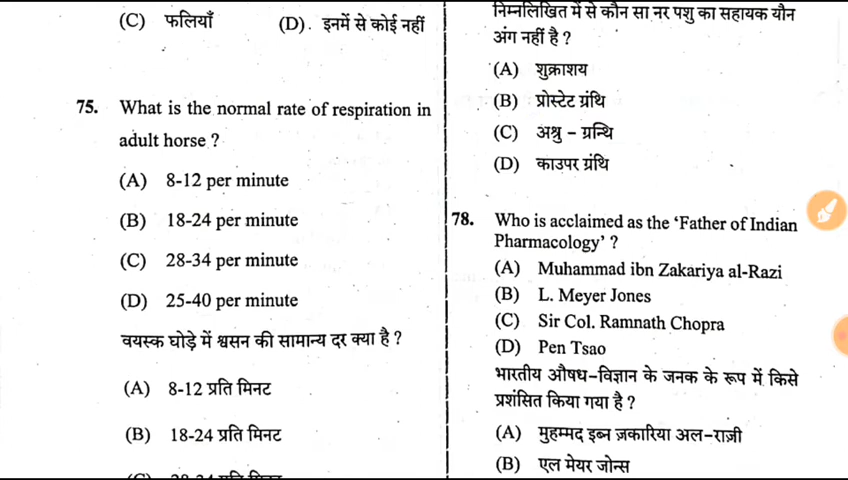 (C) फलियाँ
(D). इनमें से कोई नहीं
75. What is the normal rate of respiration in
adult horse ?
(A) 8-12 per minute
(B) 18-24 per minute
(C) 28-34 per minute
(D) 25-40 per minute
वयस्क घोड़े में श्वसन की सामान्य दर क्या है ?
(A) 8-12 प्रति मिनट
(B) 18-24 प्रति मिनट
(C) 28-34 प्रति मिनट
निम्नलिखित में से कौन सा नर पशु का सहायक यौन
अंग नहीं है ?
(A) शुक्राशय
(B) प्रोस्टेट ग्रंथि
(C) अश्रु – ग्रन्थि
(D) काउपर ग्रंथि
78. Who is acclaimed as the ‘Father of Indian
Pharmacology’ ?
(A) Muhammad ibn Zakariya al-Razi
(B) L. Meyer Jones
(C) Sir Col. Ramnath Chopra
(D) Pen Tsao
भारतीय औषध–विज्ञान के जनक के रूप में किसे
प्रशंसित किया गया है ?
(A) मुहम्मद इब्न ज़कारिया अल–राज़ी
(B) एल मेयर जोन्स